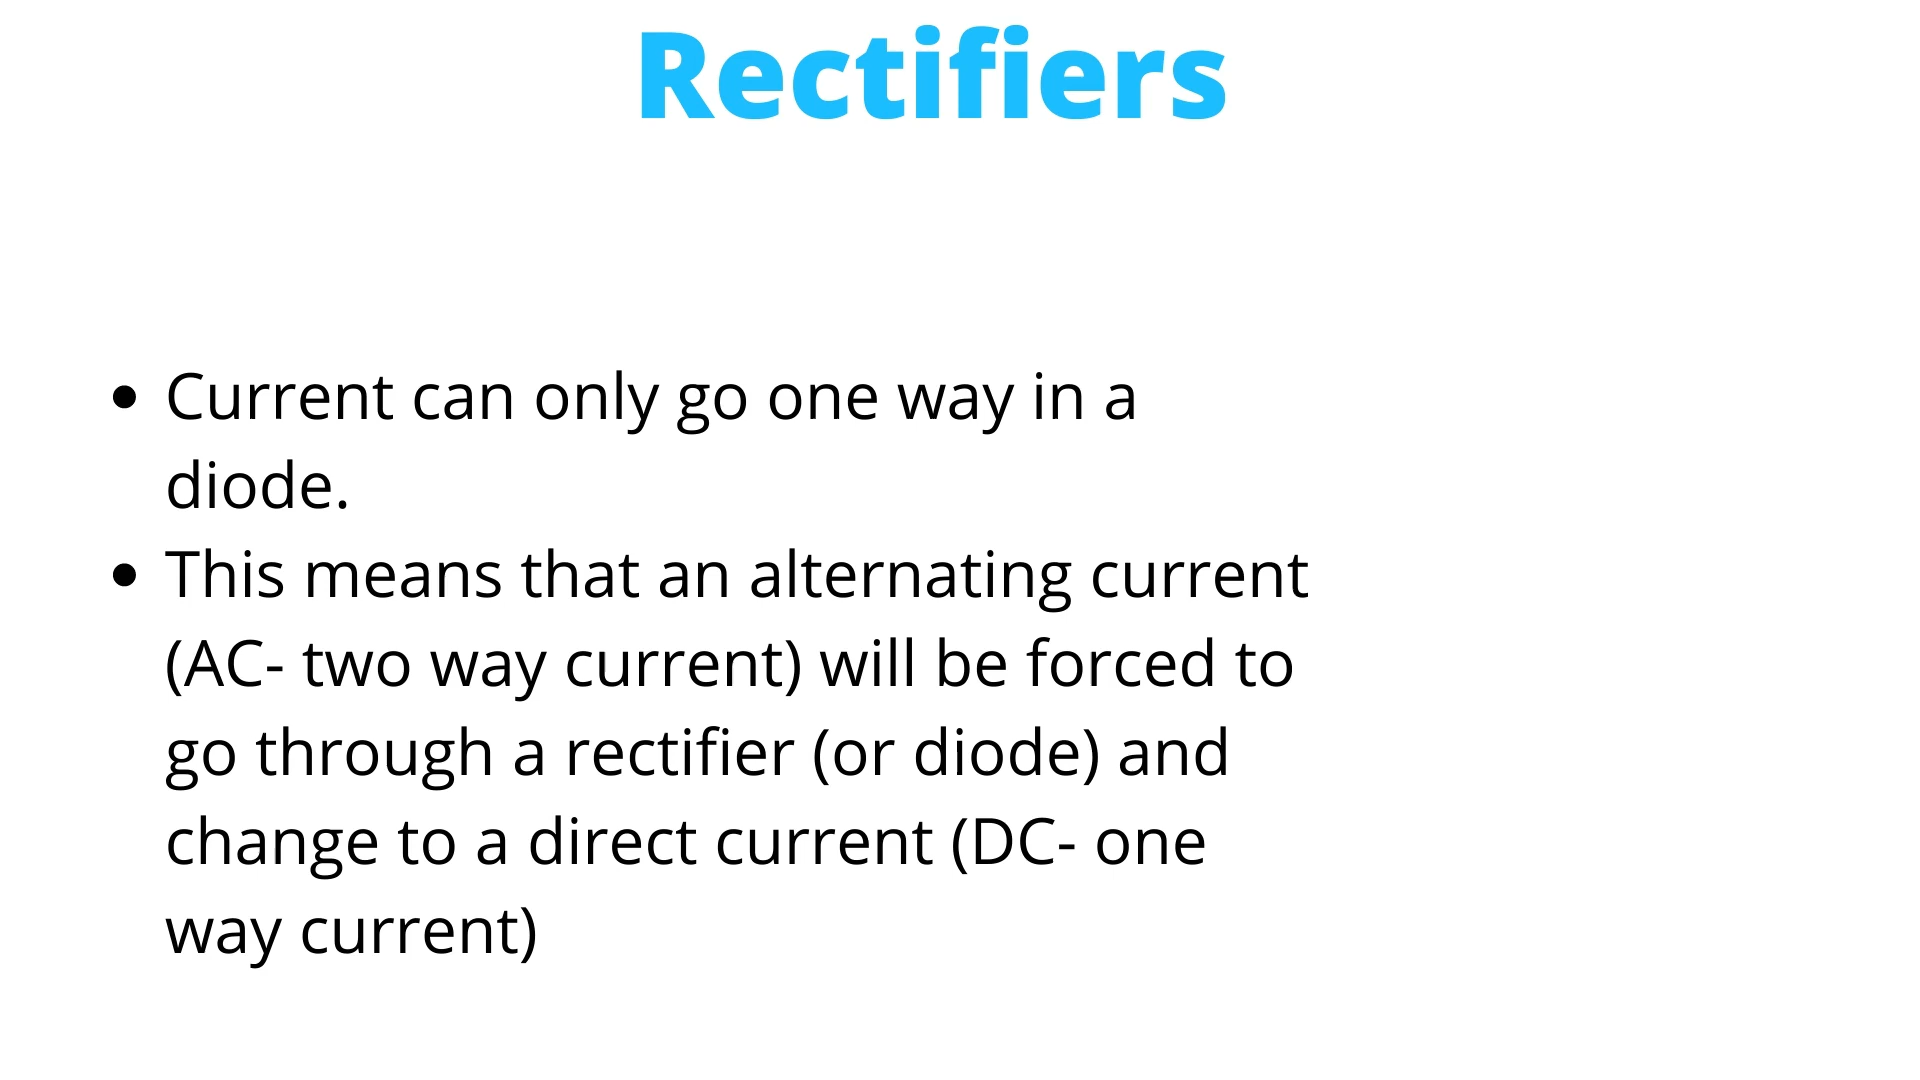 Rectifiers
• Current can only go one way in a
diode.
• This means that an alternating current
(AC- two way current) will be forced to
go through a rectifier (or diode) and
change to a direct current (DC- one
way current)